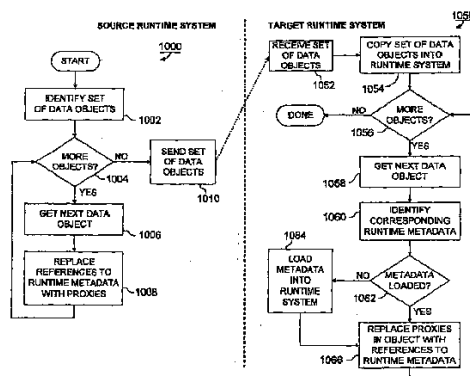 SOURCE RUNTIME SYSTEM
1000
START
IDENTIFY SET
OF DATA OBJECTS
1002
MORE
OBJECTS?
1004
NO
YES
SEND SET
OF DATA
OBJECTS
1010
GET NEXT DATA
OBJECT
1006
REPLACE
REFERENCES TO
RUNTIME METADATA
WITH PROXIES
1008
TARGET RUNTIME SYSTEM
RECEIVE SET
OF DATA
OBJECTS
1052
COPY SET OF DATA
OBJECTS INTO
RUNTIME SYSTEM
1054
DONE
NO
MORE
OBJECTS?
1056
YES
GET NEXT
DATA OBJECT
1058
IDENTIFY
CORRESPONDING
RUNTIME METADATA
1060
LOAD
METADATA
INTO
RUNTIME
SYSTEM
NO
METADATA
LOADED?
1062
YES
REPLACE PROXIES
IN OBJECT WITH
REFERENCES TO
RUNTIME METADATA
1066